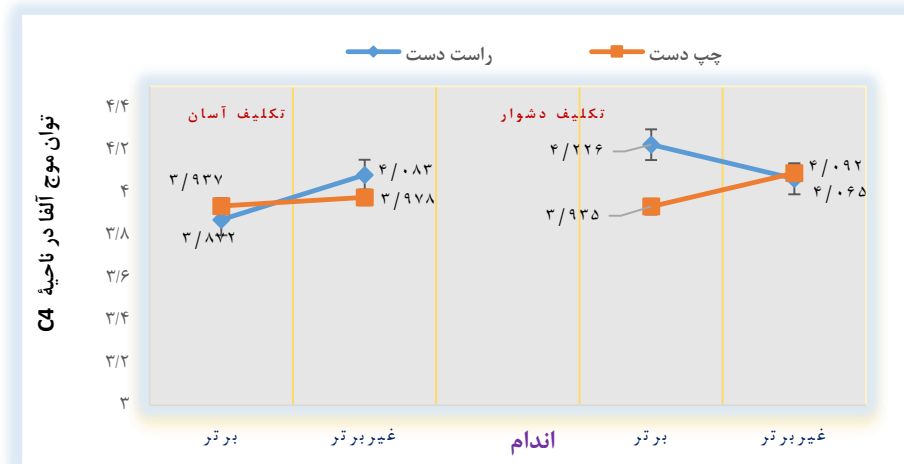 راست دست
چپ دست
توان موج آلفا در ناحیهٔ C4
۴/۴
۴/۲
۴
۳/۸
۳/۶
۳/۴
۳/۲
۳
تکلیف آسان
تکلیف دشوار
۳/۹۳۷
۳/۸۷۲
۴/۰۸۳
۳/۹۷۸
۴/۲۲۶
۳/۹۳۵
۴/۰۹۲
۴/۰۶۵
برتر
غیربرتر
اندام
برتر
غیربرتر